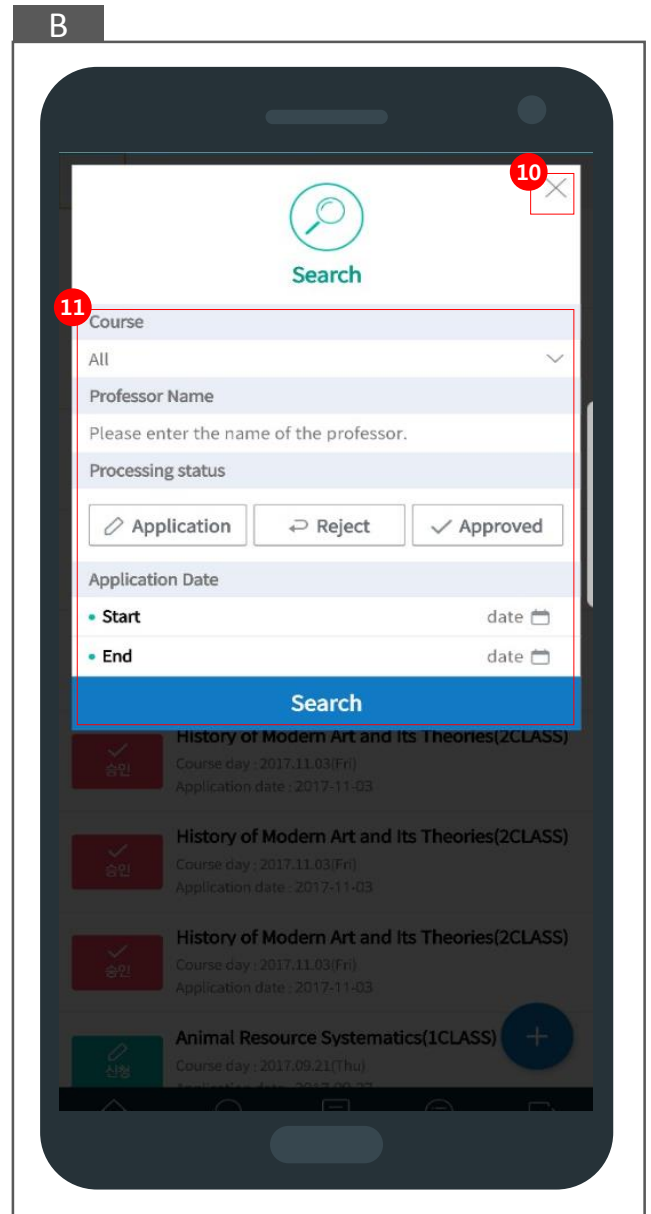 B
10
Search
11
Course
All
Professor Name
Please enter the name of the professor.
Processing status
Application Reject Approved
Application Date
Start date
End date
Search
History of Modern Art and Its Theories(2CLASS)
승인
Course day : 2017.11.03(Fri)
Application date : 2017-11-03
History of Modern Art and Its Theories(2CLASS)
승인
Course day : 2017.11.03(Fri)
Application date : 2017-11-03
History of Modern Art and Its Theories(2CLASS)
승인
Course day : 2017.11.03(Fri)
Application date : 2017-11-03
Animal Resource Systematics(1CLASS)
신청
Course day : 2017.09.21(Thu)